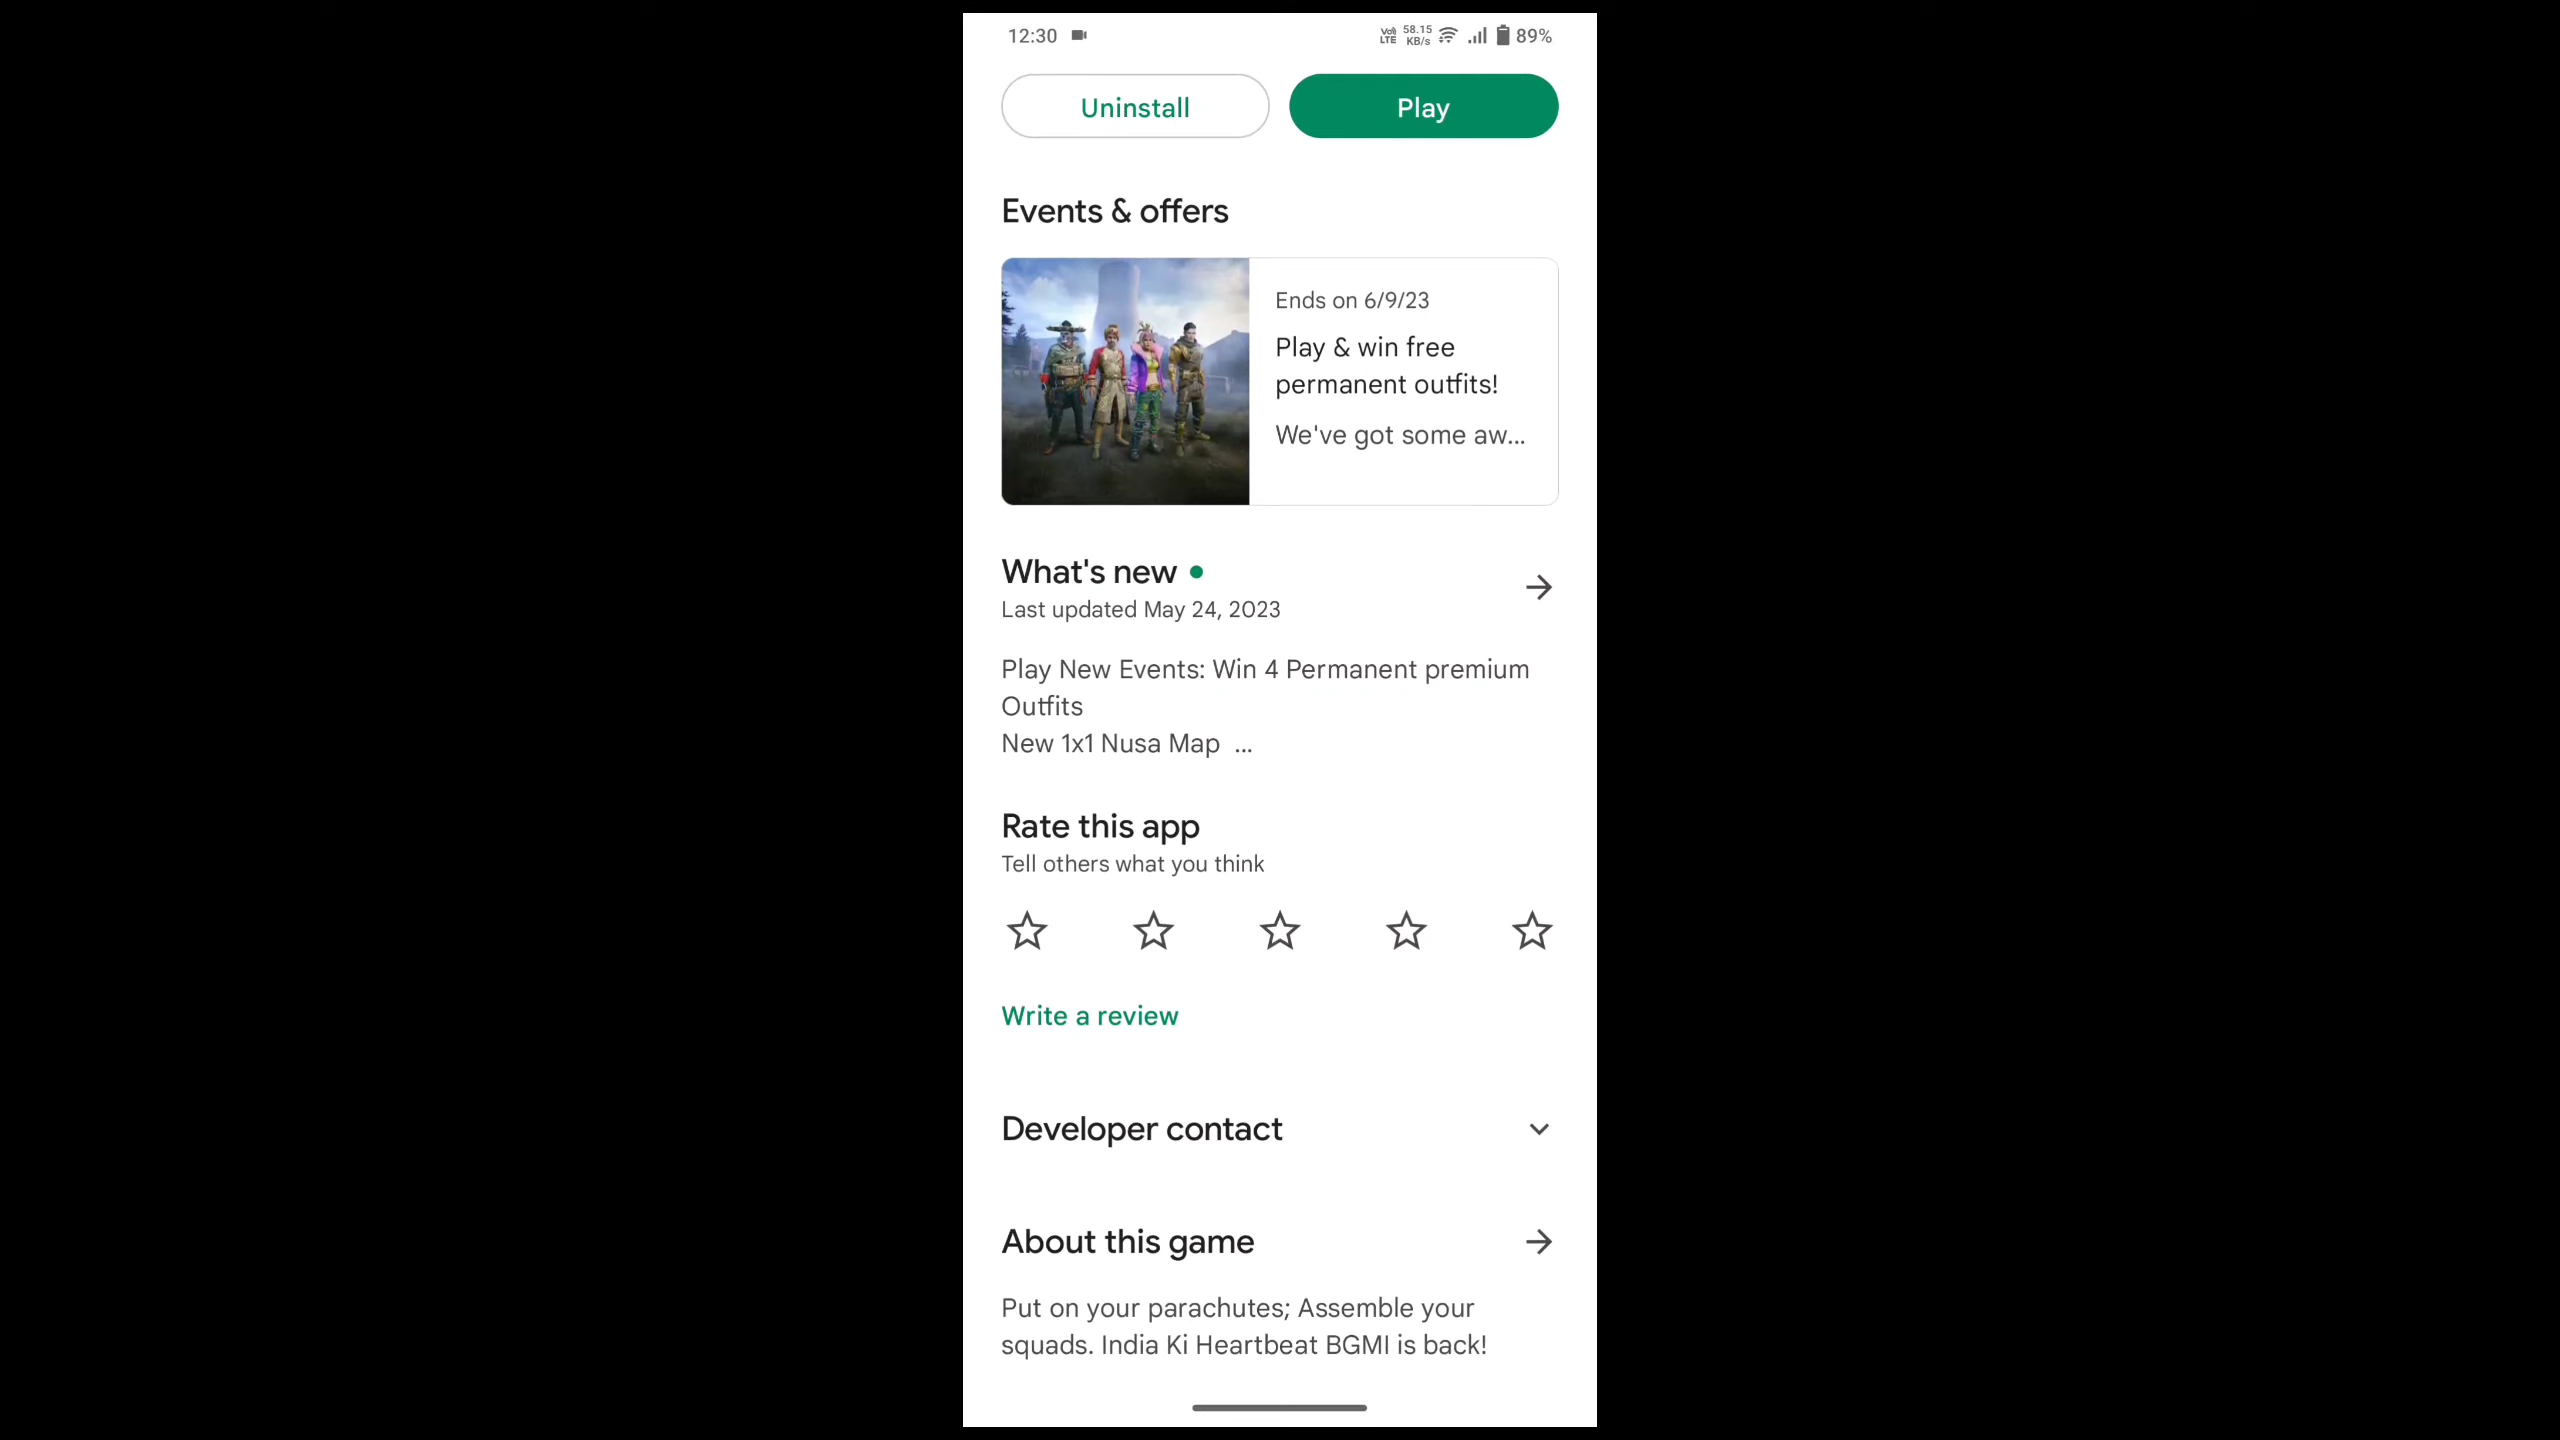 12:30
Vo) LTE 58.15 KB/s 89%
Uninstall
Play
Events & offers
Ends on 6/9/23
Play & win free
permanent outfits!
We've got some aw...
What's new
Last updated May 24, 2023
Play New Events: Win 4 Permanent premium
Outfits
New 1x1 Nusa Map ...
Rate this app
Tell others what you think
Write a review
Developer contact
About this game
Put on your parachutes; Assemble your
squads. India Ki Heartbeat BGMI is back!